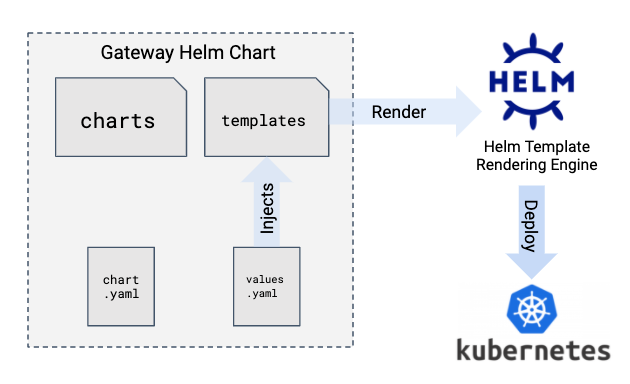 Gateway Helm Chart
charts
templates
Render
HELM
Helm Template
Rendering Engine
Injects
Deploy
chart
.yaml
values
.yaml
kubernetes